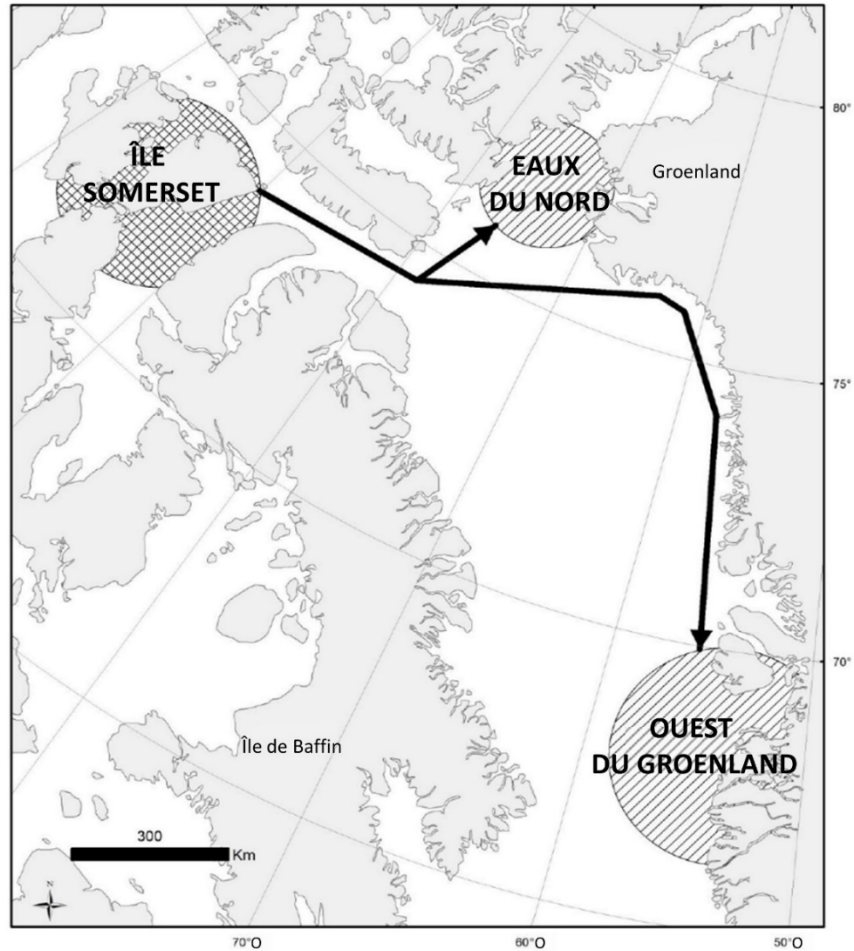 80°
ÎLE
SOMERSET
EAUX
DU NORD
Groenland
75°
70°
OUEST
DU GROENLAND
Île de Baffin
300
Km
N
70°O
60°O
50°O